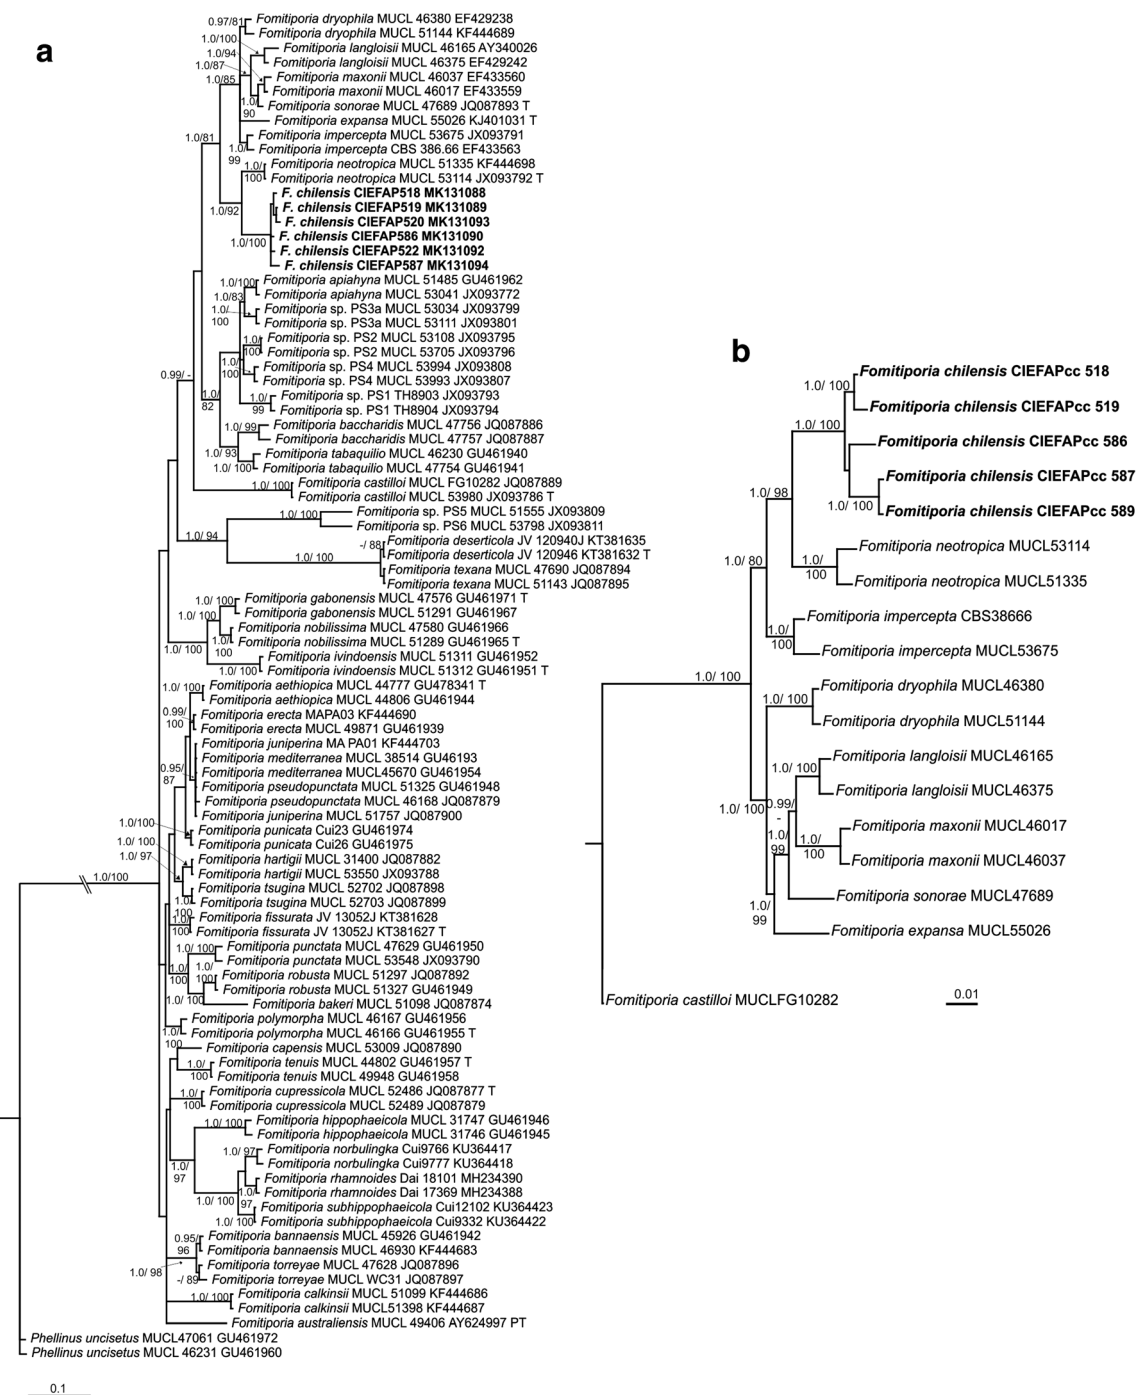 a
Fomitiporia dryophila MUCL 46380 EF429238
0.97/81
Fomitiporia dryophila MUCL 51144 KF444689
1.0/100
Fomitiporia langloisii MUCL 46165 AY340026
1.0/94
Fomitiporia langloisii MUCL 46375 EF429242
1.0/87
Fomitiporia maxonii MUCL 46037 EF433560
1.0/85
Fomitiporia maxonii MUCL 46017 EF433559
1.0/
90
Fomitiporia sonorae MUCL 47689 JQ087893 T
Fomitiporia expansa MUCL 55026 KJ401031 T
1.0/81
Fomitiporia impercepta MUCL 53675 JX093791
1.0/
99
Fomitiporia impercepta CBS 386.66 EF433563
Fomitiporia neotropica MUCL 51335 KF444698
1.0/
100
Fomitiporia neotropica MUCL 53114 JX093792 T
F. chilensis CIEFAP518 MK131088
F. chilensis CIEFAP519 MK131089
1.0/92
F. chilensis CIEFAP520 MK131093
F. chilensis CIEFAP586 MK131090
1.0/100
F. chilensis CIEFAP522 MK131092
F. chilensis CIEFAP587 MK131094
1.0/100
Fomitiporia apiahyna MUCL 51485 GU461962
1.0/83
Fomitiporia apiahyna MUCL 53041 JX093772
1.0/
100
Fomitiporia sp. PS3a MUCL 53034 JX093799
Fomitiporia sp. PS3a MUCL 53111 JX093801
1.0/
100
Fomitiporia sp. PS2 MUCL 53108 JX093795
Fomitiporia sp. PS2 MUCL 53705 JX093796
1.0/
100
Fomitiporia sp. PS4 MUCL 53994 JX093808
0.99/ -
Fomitiporia sp. PS4 MUCL 53993 JX093807
1.0/
82
1.0/
99
Fomitiporia sp. PS1 TH8903 JX093793
Fomitiporia sp. PS1 TH8904 JX093794
1.0/ 99
Fomitiporia baccharidis MUCL 47756 JQ087886
Fomitiporia baccharidis MUCL 47757 JQ087887
1.0/ 93
Fomitiporia tabaquilio MUCL 46230 GU461940
1.0/ 100
Fomitiporia tabaquilio MUCL 47754 GU461941
1.0/ 100
Fomitiporia castilloi MUCL FG10282 JQ087889
Fomitiporia castilloi MUCL 53980 JX093786 T
1.0/ 100
Fomitiporia sp. PS5 MUCL 51555 JX093809
Fomitiporia sp. PS6 MUCL 53798 JX093811
1.0/ 94
-/ 88
Fomitiporia deserticola JV 120940J KT381635
Fomitiporia deserticola JV 120946 KT381632 T
1.0/ 100
Fomitiporia texana MUCL 47690 JQ087894
Fomitiporia texana MUCL 51143 JQ087895
1.0/ 100
Fomitiporia gabonensis MUCL 47576 GU461971 T
1.0/ 100
Fomitiporia gabonensis MUCL 51291 GU461967
Fomitiporia nobilissima MUCL 47580 GU461966
1.0/
100
Fomitiporia nobilissima MUCL 51289 GU461965 T
1.0/ 100
Fomitiporia ivindoensis MUCL 51311 GU461952
1.0/ 100
Fomitiporia ivindoensis MUCL 51312 GU461951 T
1.0/ 100
Fomitiporia aethiopica MUCL 44777 GU478341 T
Fomitiporia aethiopica MUCL 44806 GU461944
0.99/
100
Fomitiporia erecta MAPA03 KF444690
Fomitiporia erecta MUCL 49871 GU461939
Fomitiporia juniperina MA PA01 KF444703
Fomitiporia mediterranea MUCL 38514 GU46193
0.95/
87
Fomitiporia mediterranea MUCL45670 GU461954
Fomitiporia pseudopunctata MUCL 51325 GU461948
Fomitiporia pseudopunctata MUCL 46168 JQ087879
Fomitiporia juniperina MUCL 51757 JQ087900
1.0/100
Fomitiporia punicata Cui23 GU461974
1.0/ 100
Fomitiporia punicata Cui26 GU461975
1.0/ 97
Fomitiporia hartigii MUCL 31400 JQ087882
Fomitiporia hartigii MUCL 53550 JX093788
1.0/100
Fomitiporia tsugina MUCL 52702 JQ087898
1.0/
100
Fomitiporia tsugina MUCL 52703 JQ087899
1.0/
100
Fomitiporia fissurata JV 13052J KT381628
Fomitiporia fissurata JV 13052J KT381627 T
1.0/ 100
Fomitiporia punctata MUCL 47629 GU461950
Fomitiporia punctata MUCL 53548 JX093790
1.0/
100
1.0/
100
Fomitiporia robusta MUCL 51297 JQ087892
Fomitiporia robusta MUCL 51327 GU461949
1.0/ 100
Fomitiporia bakeri MUCL 51098 JQ087874
Fomitiporia polymorpha MUCL 46167 GU461956
1.0/
100
Fomitiporia polymorpha MUCL 46166 GU461955 T
Fomitiporia capensis MUCL 53009 JQ087890
1.0/
100
Fomitiporia tenuis MUCL 44802 GU461957 T
Fomitiporia tenuis MUCL 49948 GU461958
1.0/
100
Fomitiporia cupressicola MUCL 52486 JQ087877 T
Fomitiporia cupressicola MUCL 52489 JQ087879
1.0/ 100
Fomitiporia hippophaeicola MUCL 31747 GU461946
Fomitiporia hippophaeicola MUCL 31746 GU461945
1.0/ 97
Fomitiporia norbulingka Cui9766 KU364417
1.0/
97
Fomitiporia norbulingka Cui9777 KU364418
Fomitiporia rhamnoides Dai 18101 MH234390
1.0/ 100
1.0/
97
Fomitiporia rhamnoides Dai 17369 MH234388
Fomitiporia subhippophaeicola Cui12102 KU364423
1.0/ 100
Fomitiporia subhippophaeicola Cui9332 KU364422
0.95/
96
Fomitiporia bannaensis MUCL 45926 GU461942
Fomitiporia bannaensis MUCL 46930 KF444683
1.0/ 98
Fomitiporia torreyae MUCL 47628 JQ087896
-/ 89
Fomitiporia torreyae MUCL WC31 JQ087897
1.0/ 100
Fomitiporia calkinsii MUCL 51099 KF444686
Fomitiporia calkinsii MUCL51398 KF444687
Fomitiporia australiensis MUCL 49406 AY624997 PT
Phellinus uncisetus MUCL47061 GU461972
Phellinus uncisetus MUCL 46231 GU461960
0.1
b
Fomitiporia chilensis CIEFAPcc 518
1.0/ 100
Fomitiporia chilensis CIEFAPcc 519
1.0/ 100
Fomitiporia chilensis CIEFAPcc 586
Fomitiporia chilensis CIEFAPcc 587
1.0/ 98
1.0/ 100
Fomitiporia chilensis CIEFAPcc 589
Fomitiporia neotropica MUCL53114
1.0/ 80
1.0/
100
Fomitiporia neotropica MUCL51335
Fomitiporia impercepta CBS38666
1.0/
100
Fomitiporia impercepta MUCL53675
1.0/ 100
Fomitiporia dryophila MUCL46380
1.0/ 100
Fomitiporia dryophila MUCL51144
Fomitiporia langloisii MUCL46165
1.0/ 100
Fomitiporia langloisii MUCL46375
1.0/ 100
0.99/
-
Fomitiporia maxonii MUCL46017
1.0/
99
1.0/
100
Fomitiporia maxonii MUCL46037
Fomitiporia sonorae MUCL47689
1.0/
99
Fomitiporia expansa MUCL55026
Fomitiporia castilloi MUCLFG10282
0.01